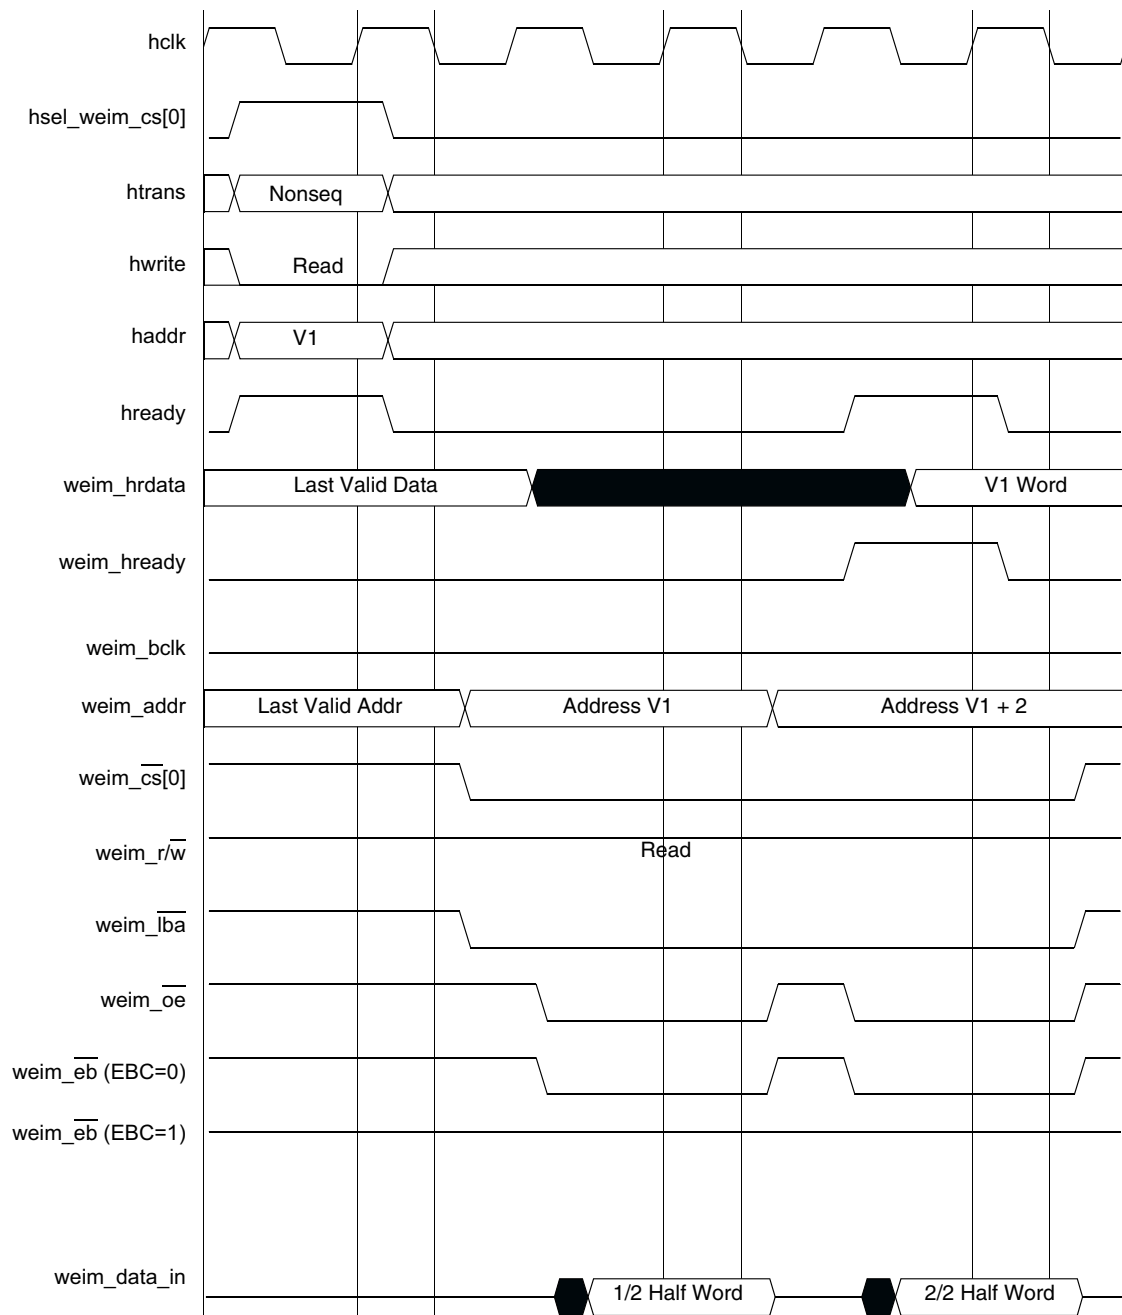 hclk
hsel_weim_cs[0]
htrans Nonseq
hwrite Read
haddr V1
hready
weim_hrdata Last Valid Data V1 Word
weim_hready
weim_bclk
weim_addr Last Valid Addr Address V1 Address V1 + 2
weim_cs[0]
weim_r/w Read
weim_lba
weim_oe
weim_eb (EBC=0)
weim_eb (EBC=1)
weim_data_in 1/2 Half Word 2/2 Half Word